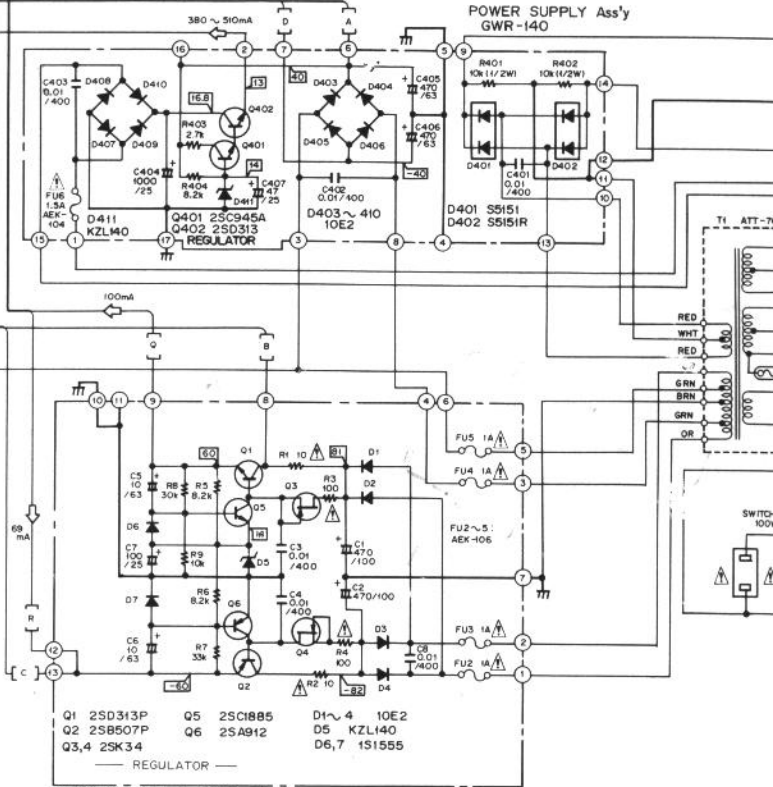 POWER SUPPLY Ass'y
GWR-140
380 ~ 510mA
D
A
16
2
7
6
5
9
13
40
C403
0.01
/400
D408
D410
D407
D409
16.8
Q402
R403
2.7k
Q401
14
C404
1000
/25
R404
8.2k
D411
C407
47
/25
D403
D404
D405
D406
C405
470
/63
C406
470
/63
-40
C402
0.01/400
R401
10k(1/2W)
R402
10k(1/2W)
D401
D402
C401
0.01
/400
14
12
11
10
FU6
1.5A
AEK-
104
D411
KZL140
Q401 2SC945A
Q402 2SD313
REGULATOR
D403 ~ 410
10E2
D401 S5151
D402 S5151R
15
1
17
3
8
4
13
T1 ATT-7
100mA
Q
B
RED
WHT
RED
GRN
BRN
GRN
OR
10
11
9
8
4
6
60
Q1
R1 10
81
D1
FU5 1A
5
C5
10
/63
R8
30k
R5
8.2k
Q5
Q3
R3
100
D2
FU4 1A
3
18
D6
C7
100
/25
R9
10k
D5
C3
0.01
/400
C1
470
/100
FU2~5:
AEK-106
SWITCH
100V
69
mA
D7
R6
8.2k
C4
0.01
/400
C2
470/100
7
R
Q6
C6
10
/63
R7
33k
Q4
R4
100
D3
C8
0.01
/400
FU3 1A
2
12
C
13
-60
Q2
R2 10
-82
D4
FU2 1A
1
Q1 2SD313P
Q2 2SB507P
Q3,4 2SK34
Q5 2SC1885
Q6 2SA912
D1~4 10E2
D5 KZL140
D6,7 1S1555
REGULATOR